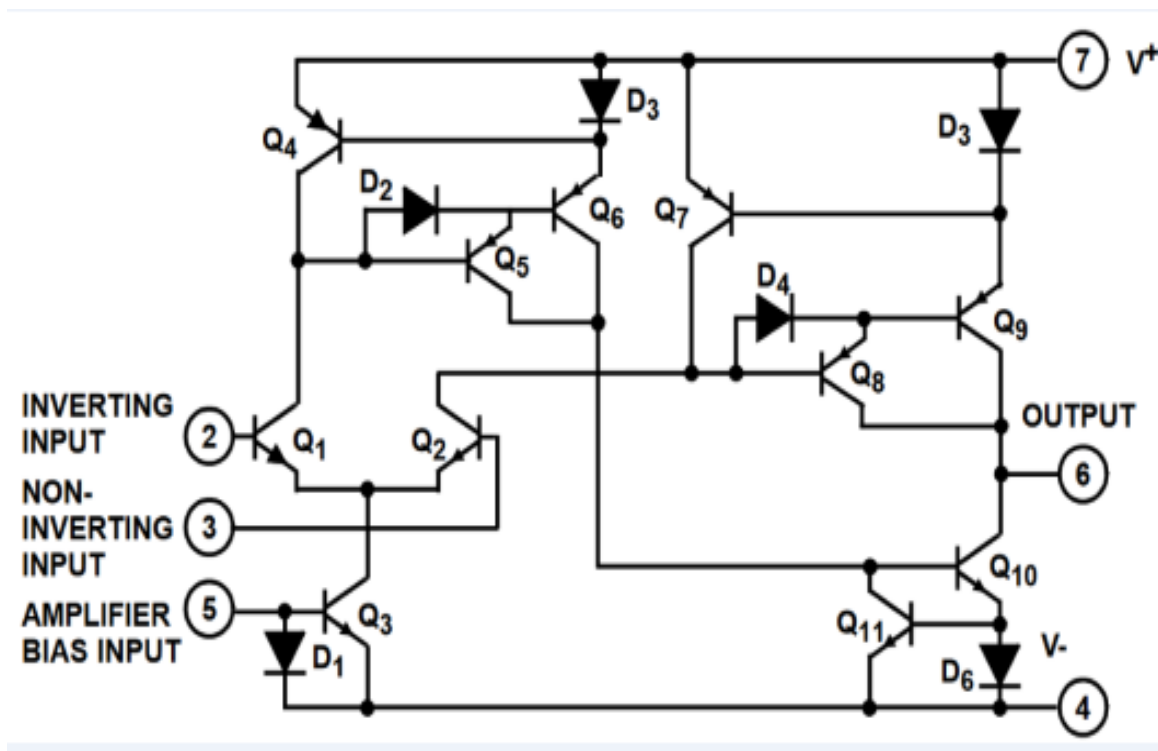 7 V+
D3
D3
Q4
D2
Q6
Q7
Q5
D4
Q9
Q8
INVERTING
INPUT
2
Q1
Q2
OUTPUT
6
NON-
INVERTING
INPUT
3
Q10
AMPLIFIER
BIAS INPUT
5
Q3
D1
Q11
D6
V-
4